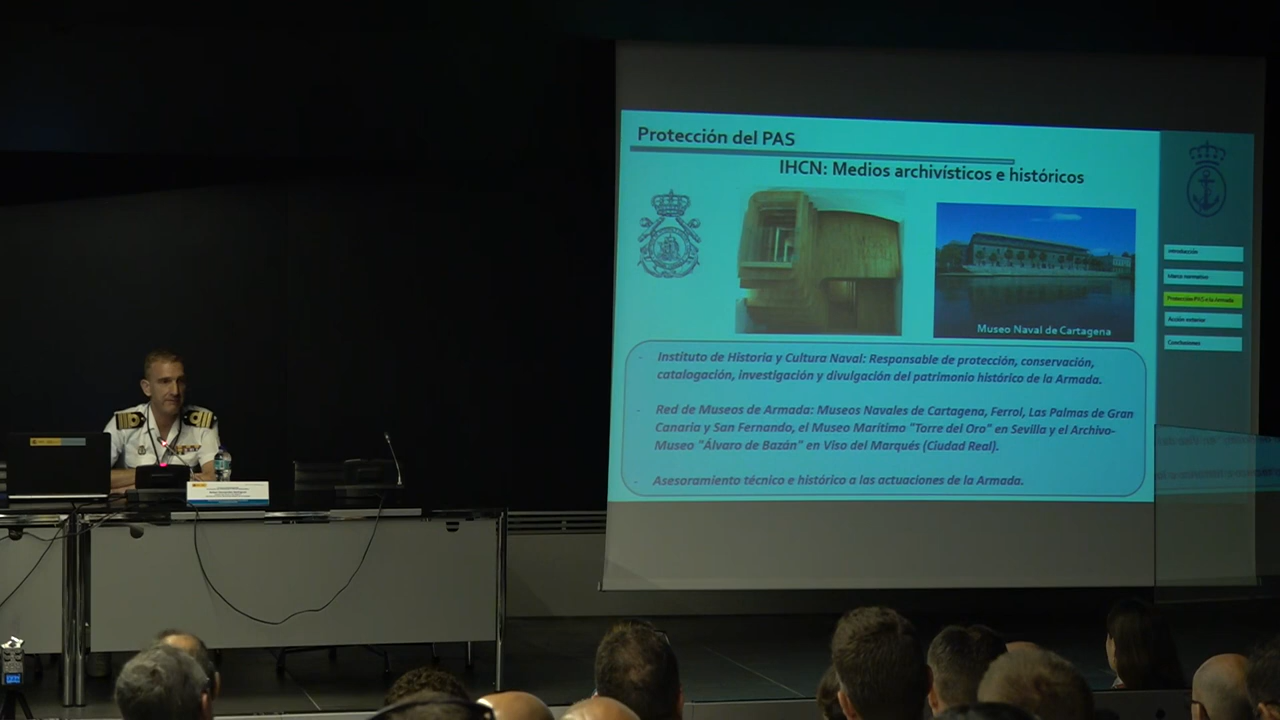 Protección del PAS
IHCN: Medios archivísticos e históricos
Museo Naval de Cartagena
- Instituto de Historia y Cultura Naval: Responsable de protección, conservación,
catalogación, investigación y divulgación del patrimonio histórico de la Armada.
- Red de Museos de Armada: Museos Navales de Cartagena, Ferrol, Las Palmas de Gran
Canaria y San Fernando, el Museo Marítimo "Torre del Oro" en Sevilla y el Archivo-
Museo "Álvaro de Bazán" en Viso del Marqués (Ciudad Real).
- Asesoramiento técnico e histórico a las actuaciones de la Armada.
Introducción
Marco normativo
Protección PAS e la Armada
Acción exterior
Conclusiones